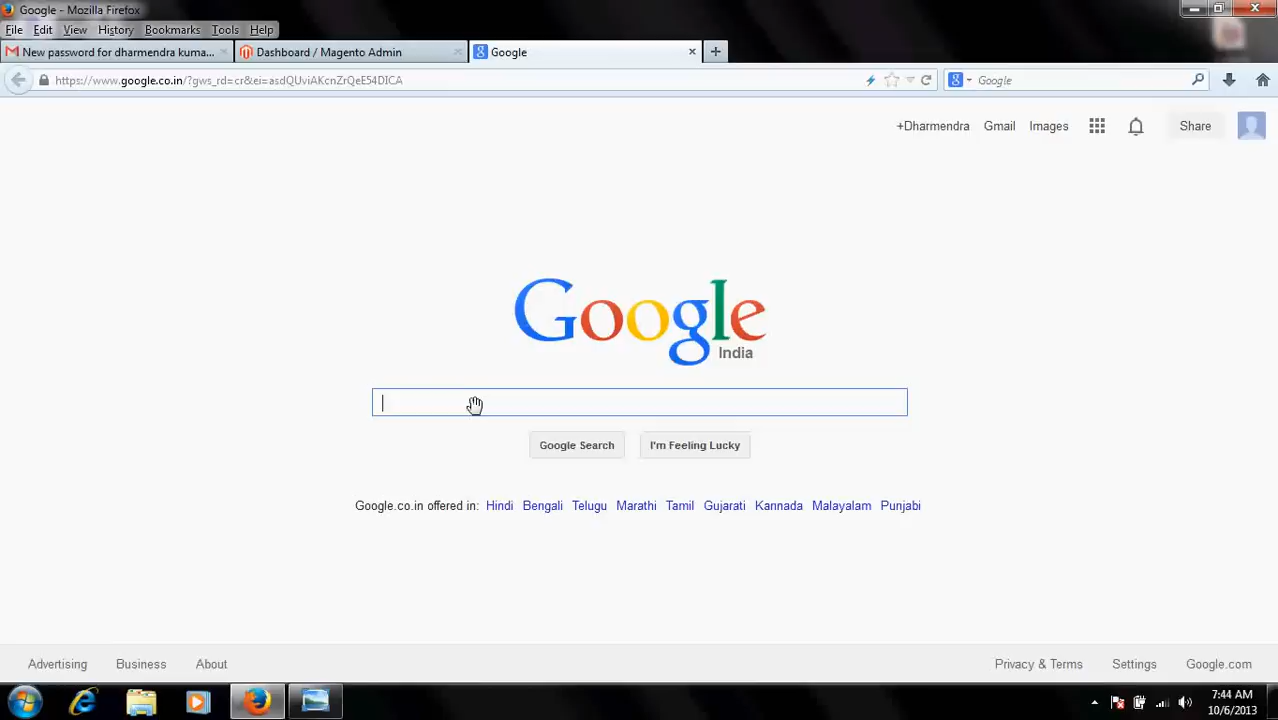 Google - Mozilla Firefox
File Edit View History Bookmarks Tools Help
New password for dharmendra kuma... Dashboard / Magento Admin Google
https://www.google.co.in/?gws_rd=cr&ei=asdQUviAKcnZrQeE54DICA Google
+Dharmendra Gmail Images Share
Google
India
Google Search I'm Feeling Lucky
Google.co.in offered in: Hindi Bengali Telugu Marathi Tamil Gujarati Kannada Malayalam Punjabi
Advertising Business About Privacy & Terms Settings Google.com
7:44 AM
10/6/2013